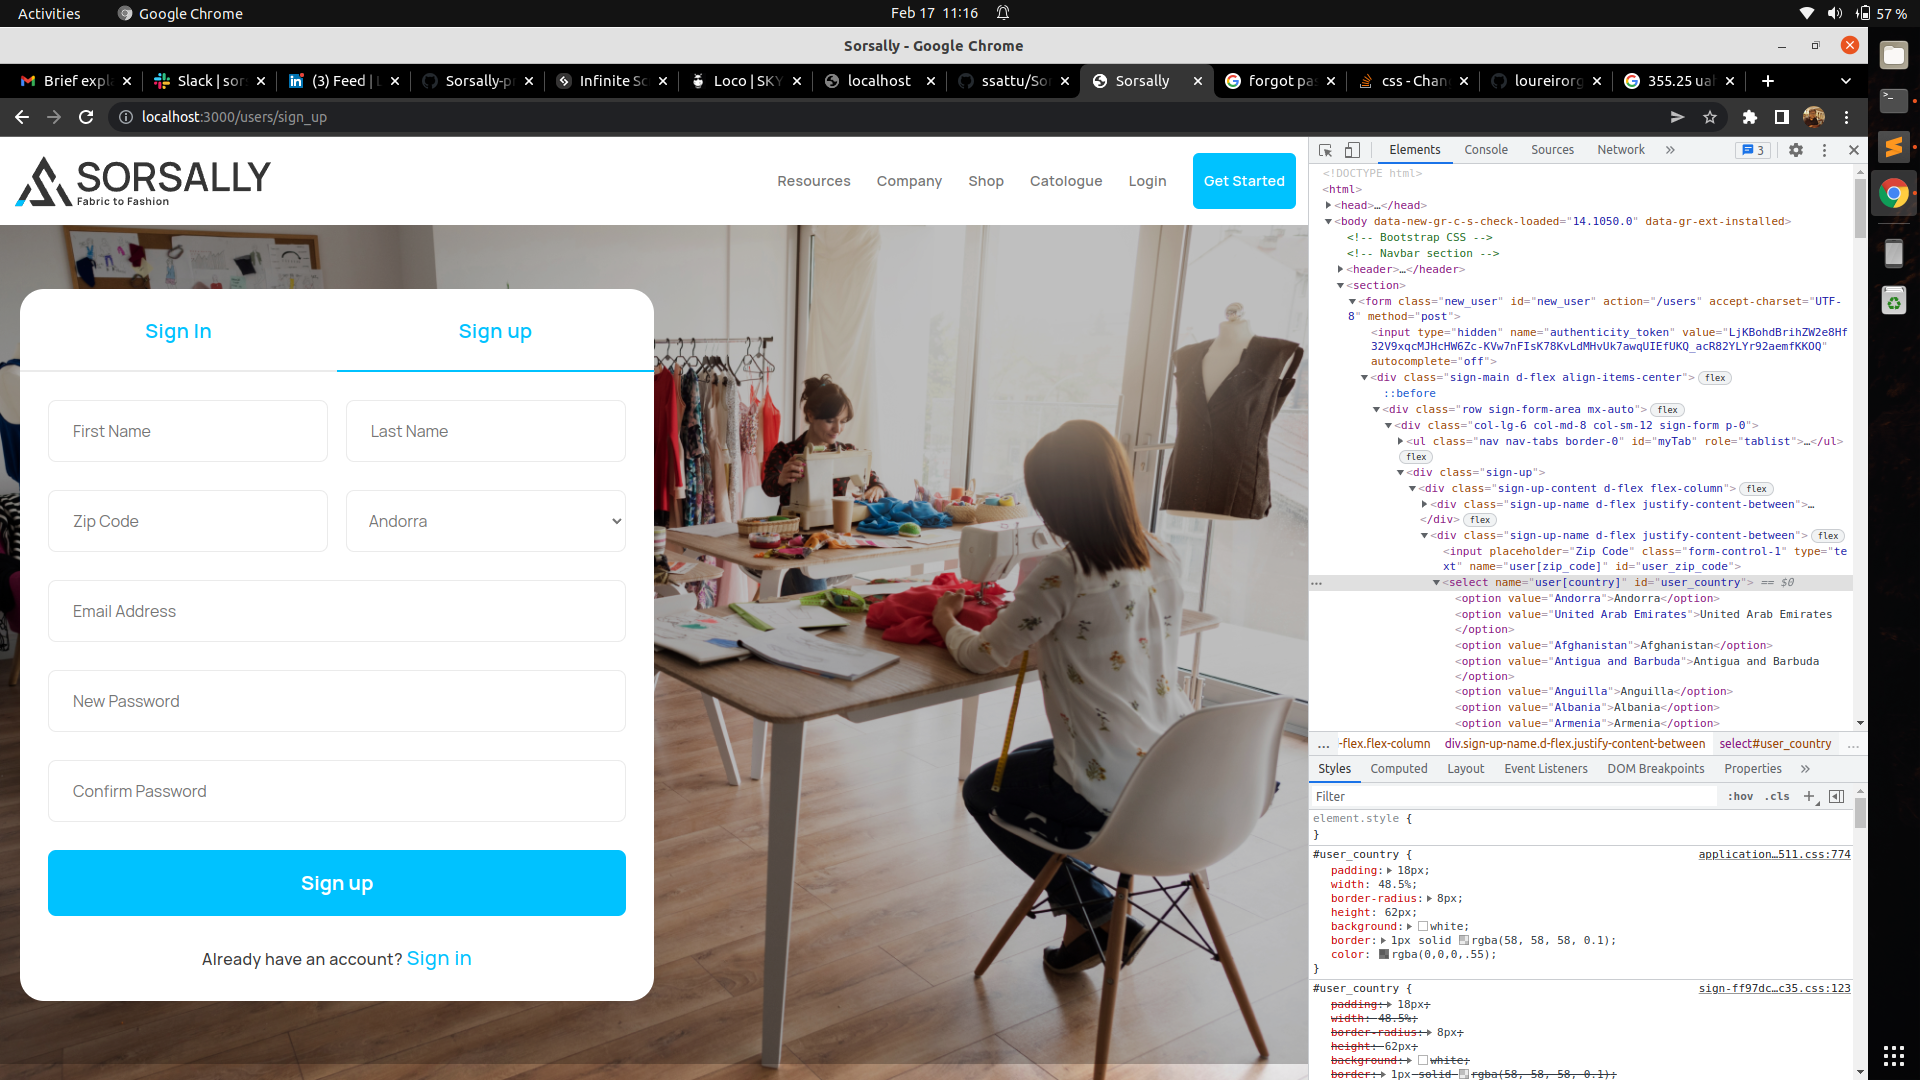 Activities
Google Chrome
Feb 17 11:16
57 %
Sorsally - Google Chrome
Brief expl
Slack | sors
(3) Feed | L
Sorsally-p
Infinite Sc
Loco | SKY
localhost
ssattu/Sor
Sorsally
forgot pas
css - Chan
loureirorg
355.25 ual
localhost:3000/users/sign_up
SORSALLY
Fabric to Fashion
Resources
Company
Shop
Catologue
Login
Get Started
Sign In
Sign up
First Name
Last Name
Zip Code
Andorra
Email Address
New Password
Confirm Password
Sign up
Already have an account? Sign in
Elements
Console
Sources
Network
3
<!DOCTYPE html>
<html>
<head>…</head>
<body data-new-gr-c-s-check-loaded="14.1050.0" data-gr-ext-installed>
<!-- Bootstrap CSS -->
<!-- Navbar section -->
<header>…</header>
<section>
<form class="new_user" id="new_user" action="/users" accept-charset="UTF-
8" method="post">
<input type="hidden" name="authenticity_token" value="LjKBohdBrihZW2e8Hf
32V9xqcMJHcHW6Zc-KVw7nFIsK78KvLdMHvUk7awqUIEfUKQ_acR82YLYr92aemfKKOQ"
autocomplete="off">
<div class="sign-main d-flex align-items-center"> flex
::before
<div class="row sign-form-area mx-auto"> flex
<div class="col-lg-6 col-md-8 col-sm-12 sign-form p-0">
<ul class="nav nav-tabs border-0" id="myTab" role="tablist">…</ul>
flex
<div class="sign-up">
<div class="sign-up-content d-flex flex-column"> flex
<div class="sign-up-name d-flex justify-content-between">…
</div> flex
<div class="sign-up-name d-flex justify-content-between"> flex
<input placeholder="Zip Code" class="form-control-1" type="te
xt" name="user[zip_code]" id="user_zip_code">
<select name="user[country]" id="user_country"> == $0
<option value="Andorra">Andorra</option>
<option value="United Arab Emirates">United Arab Emirates
</option>
<option value="Afghanistan">Afghanistan</option>
<option value="Antigua and Barbuda">Antigua and Barbuda
</option>
<option value="Anguilla">Anguilla</option>
<option value="Albania">Albania</option>
<option value="Armenia">Armenia</option>
… -flex.flex-column div.sign-up-name.d-flex.justify-content-between select#user_country …
Styles
Computed
Layout
Event Listeners
DOM Breakpoints
Properties
Filter
:hov .cls
element.style {
}
#user_country {
application…511.css:774
padding: 18px;
width: 48.5%;
border-radius: 8px;
height: 62px;
background: white;
border: 1px solid rgba(58, 58, 58, 0.1);
color: rgba(0,0,0,.55);
}
#user_country {
sign-ff97dc…c35.css:123
padding: 18px;
width: 48.5%;
border-radius: 8px;
height: 62px;
background: white;
border: 1px solid rgba(58, 58, 58, 0.1);